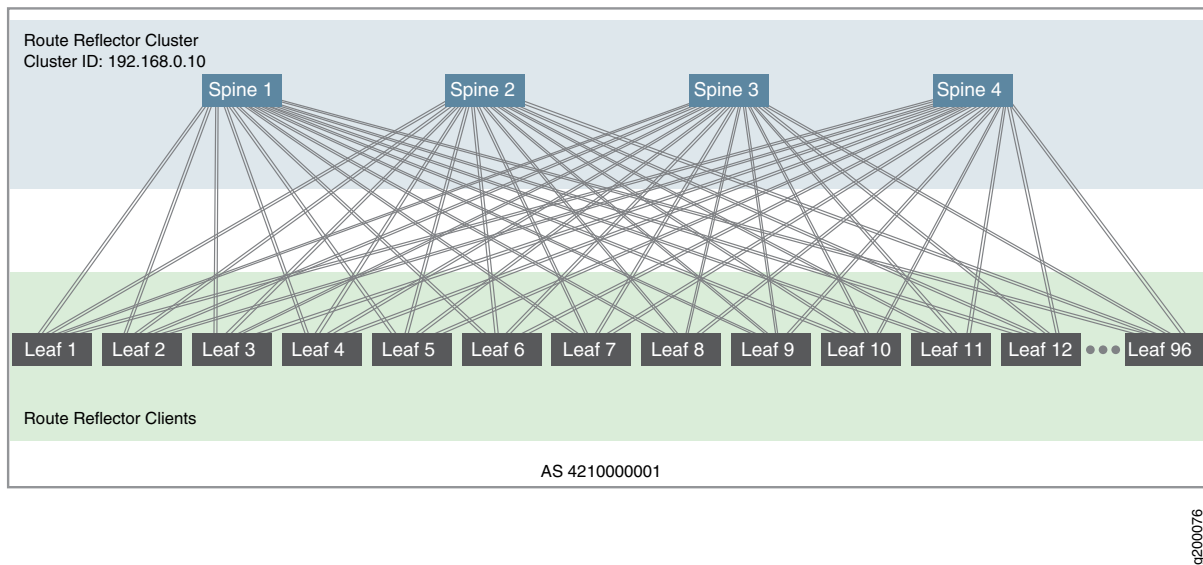 Route Reflector Cluster
Cluster ID: 192.168.0.10
Spine 1 Spine 2 Spine 3 Spine 4
Leaf 1 Leaf 2 Leaf 3 Leaf 4 Leaf 5 Leaf 6 Leaf 7 Leaf 8 Leaf 9 Leaf 10 Leaf 11 Leaf 12 Leaf 96
Route Reflector Clients
AS 4210000001
g200076